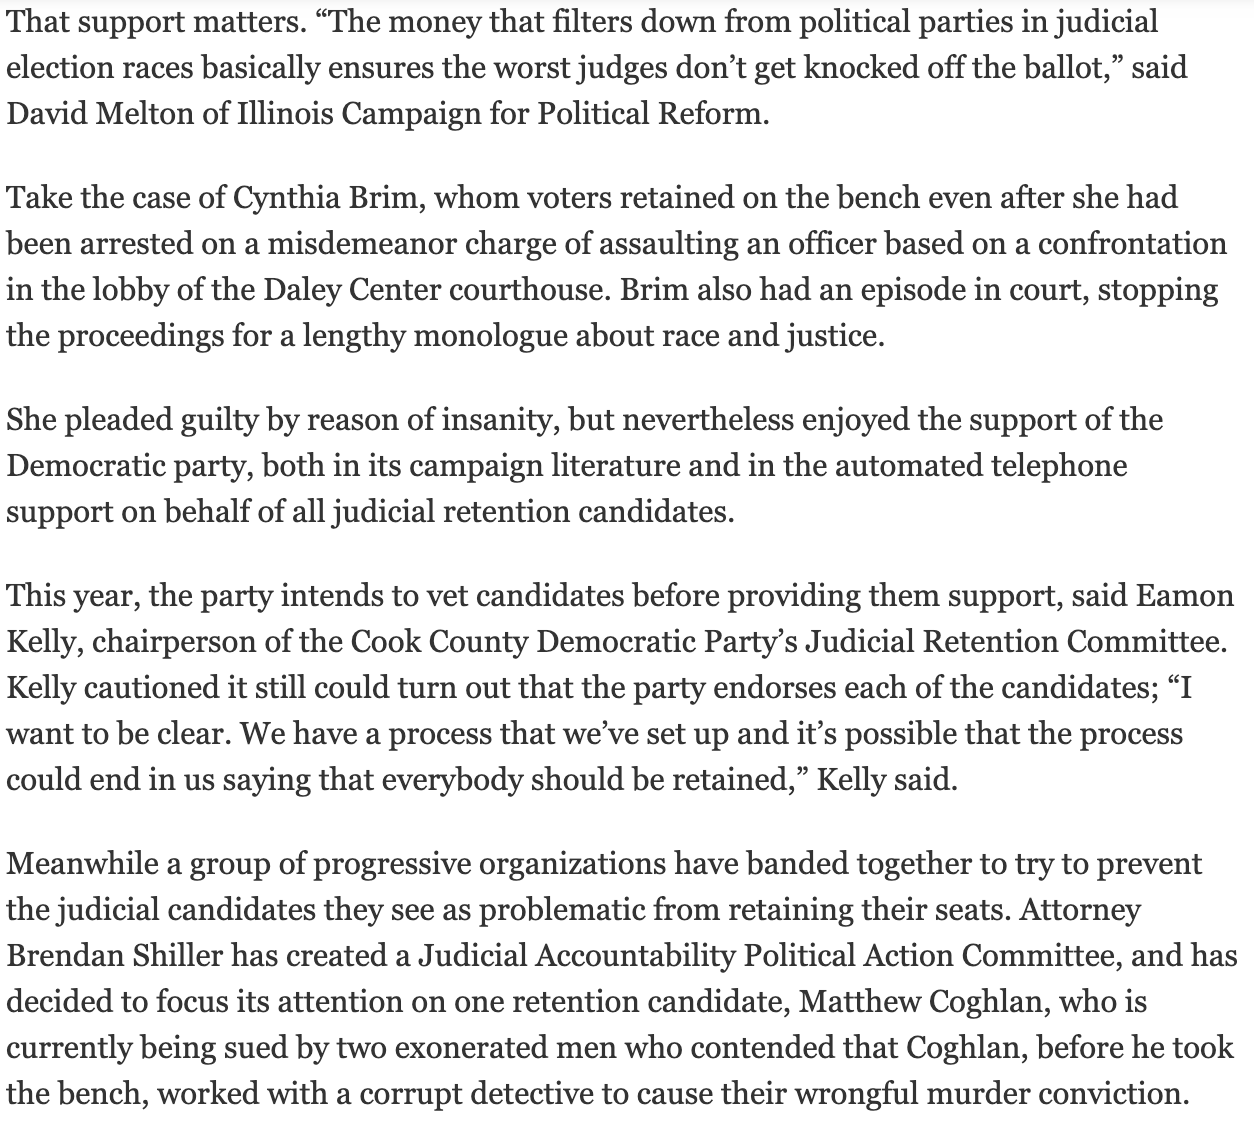 That support matters. “The money that filters down from political parties in judicial
election races basically ensures the worst judges don’t get knocked off the ballot,” said
David Melton of Illinois Campaign for Political Reform.
Take the case of Cynthia Brim, whom voters retained on the bench even after she had
been arrested on a misdemeanor charge of assaulting an officer based on a confrontation
in the lobby of the Daley Center courthouse. Brim also had an episode in court, stopping
the proceedings for a lengthy monologue about race and justice.
She pleaded guilty by reason of insanity, but nevertheless enjoyed the support of the
Democratic party, both in its campaign literature and in the automated telephone
support on behalf of all judicial retention candidates.
This year, the party intends to vet candidates before providing them support, said Eamon
Kelly, chairperson of the Cook County Democratic Party’s Judicial Retention Committee.
Kelly cautioned it still could turn out that the party endorses each of the candidates; “I
want to be clear. We have a process that we’ve set up and it’s possible that the process
could end in us saying that everybody should be retained,” Kelly said.
Meanwhile a group of progressive organizations have banded together to try to prevent
the judicial candidates they see as problematic from retaining their seats. Attorney
Brendan Shiller has created a Judicial Accountability Political Action Committee, and has
decided to focus its attention on one retention candidate, Matthew Coghlan, who is
currently being sued by two exonerated men who contended that Coghlan, before he took
the bench, worked with a corrupt detective to cause their wrongful murder conviction.